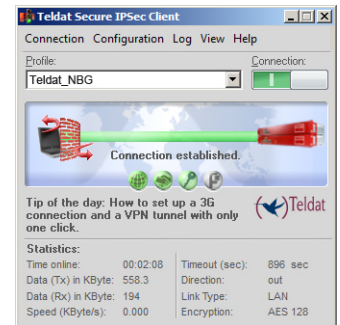 Teldat Secure IPSec Client
Connection Configuration Log View Help
Profile: Connection:
Teldat_NBG
Connection established.
Tip of the day: How to set up a 3G
connection and a VPN tunnel with only
one click.
Teldat
Statistics:
Time online: 00:02:08 Timeout (sec): 896 sec
Data (Tx) in KByte: 558.3 Direction: out
Data (Rx) in KByte: 194 Link Type: LAN
Speed (KByte/s): 0.000 Encryption: AES 128